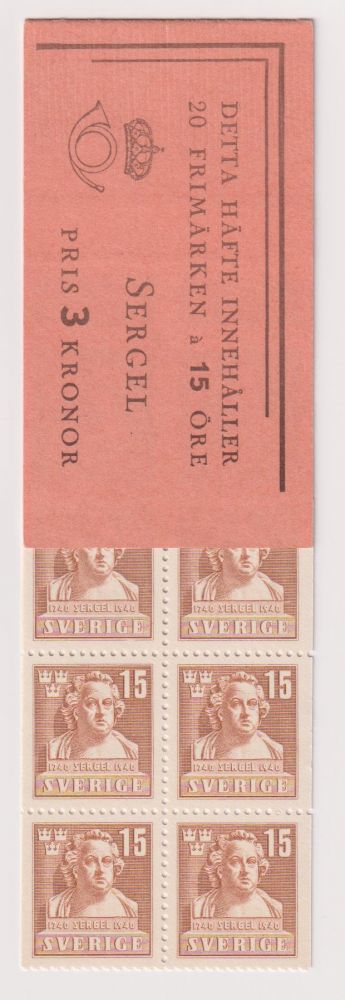 DETTA HÄFTE INNEHÅLLER
20 FRIMÄRKEN à 15 ÖRE
SERGEL
PRIS 3 KRONOR
1740 SERGEL 1940
SVERIGE
1740 SERGEL 1940
SVERIGE
15
1740 SERGEL 1940
SVERIGE
15
1740 SERGEL 1940
SVERIGE
15
1740 SERGEL 1940
SVERIGE
15
1740 SERGEL 1940
SVERIGE